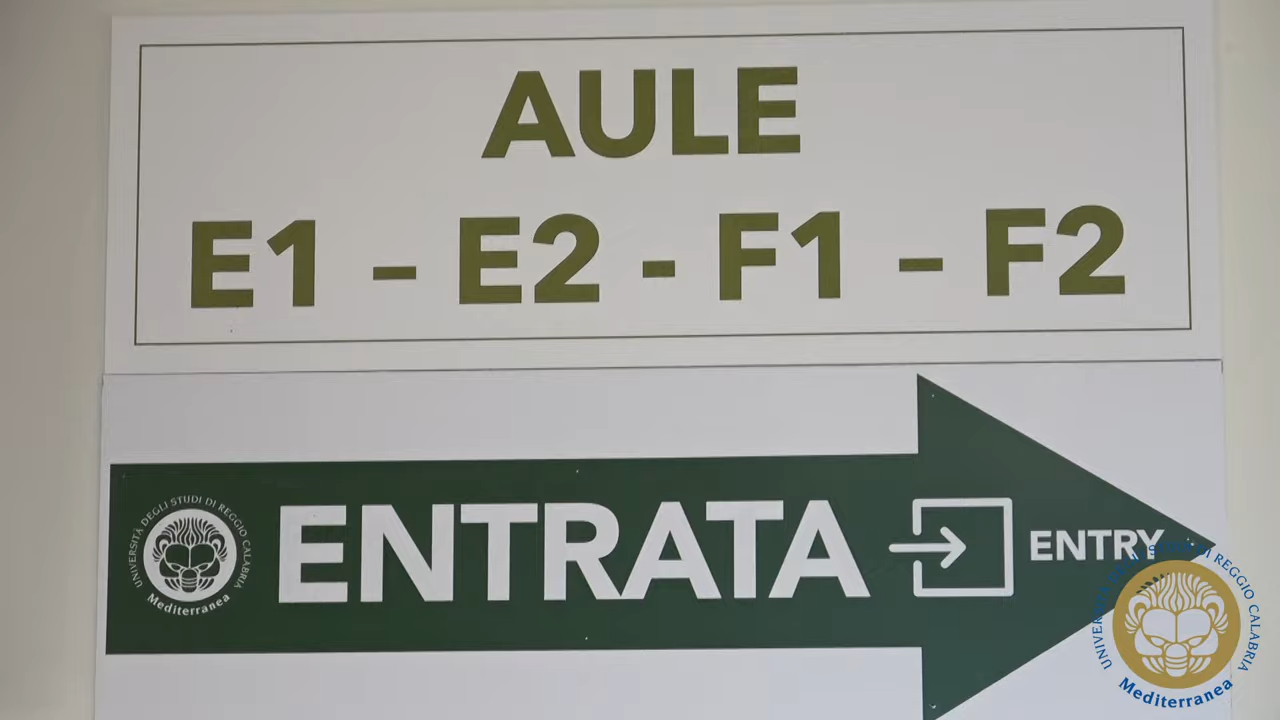 AULE
E1 – E2 - F1 – F2
UNIVERSITÀ DEGLI STUDI DI REGGIO CALABRIA
Mediterranea
ENTRATA
ENTRY
UNIVERSITÀ DEGLI STUDI DI REGGIO CALABRIA
Mediterranea